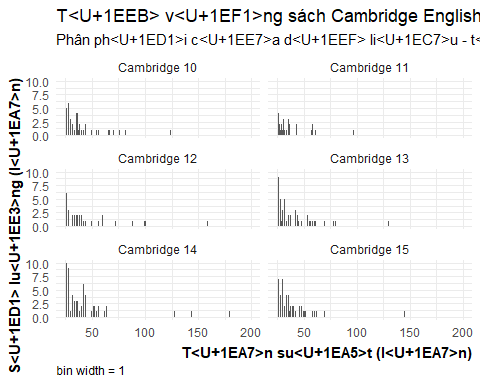 T<U+1EEB> v<U+1EF1>ng sách Cambridge English
Phân ph<U+1ED1>i c<U+1EE7>a d<U+1EEF> li<U+1EC7>u - t<
S<U+1ED1> lu<U+1EE3>ng (l<U+1EA7>n)
Cambridge 10 Cambridge 11
10.0
7.5
5.0
2.5
0.0
Cambridge 12 Cambridge 13
10.0
7.5
5.0
2.5
0.0
Cambridge 14 Cambridge 15
10.0
7.5
5.0
2.5
0.0
50 100 150 200 50 100 150 200
T<U+1EA7>n su<U+1EA5>t (l<U+1EA7>n)
bin width = 1